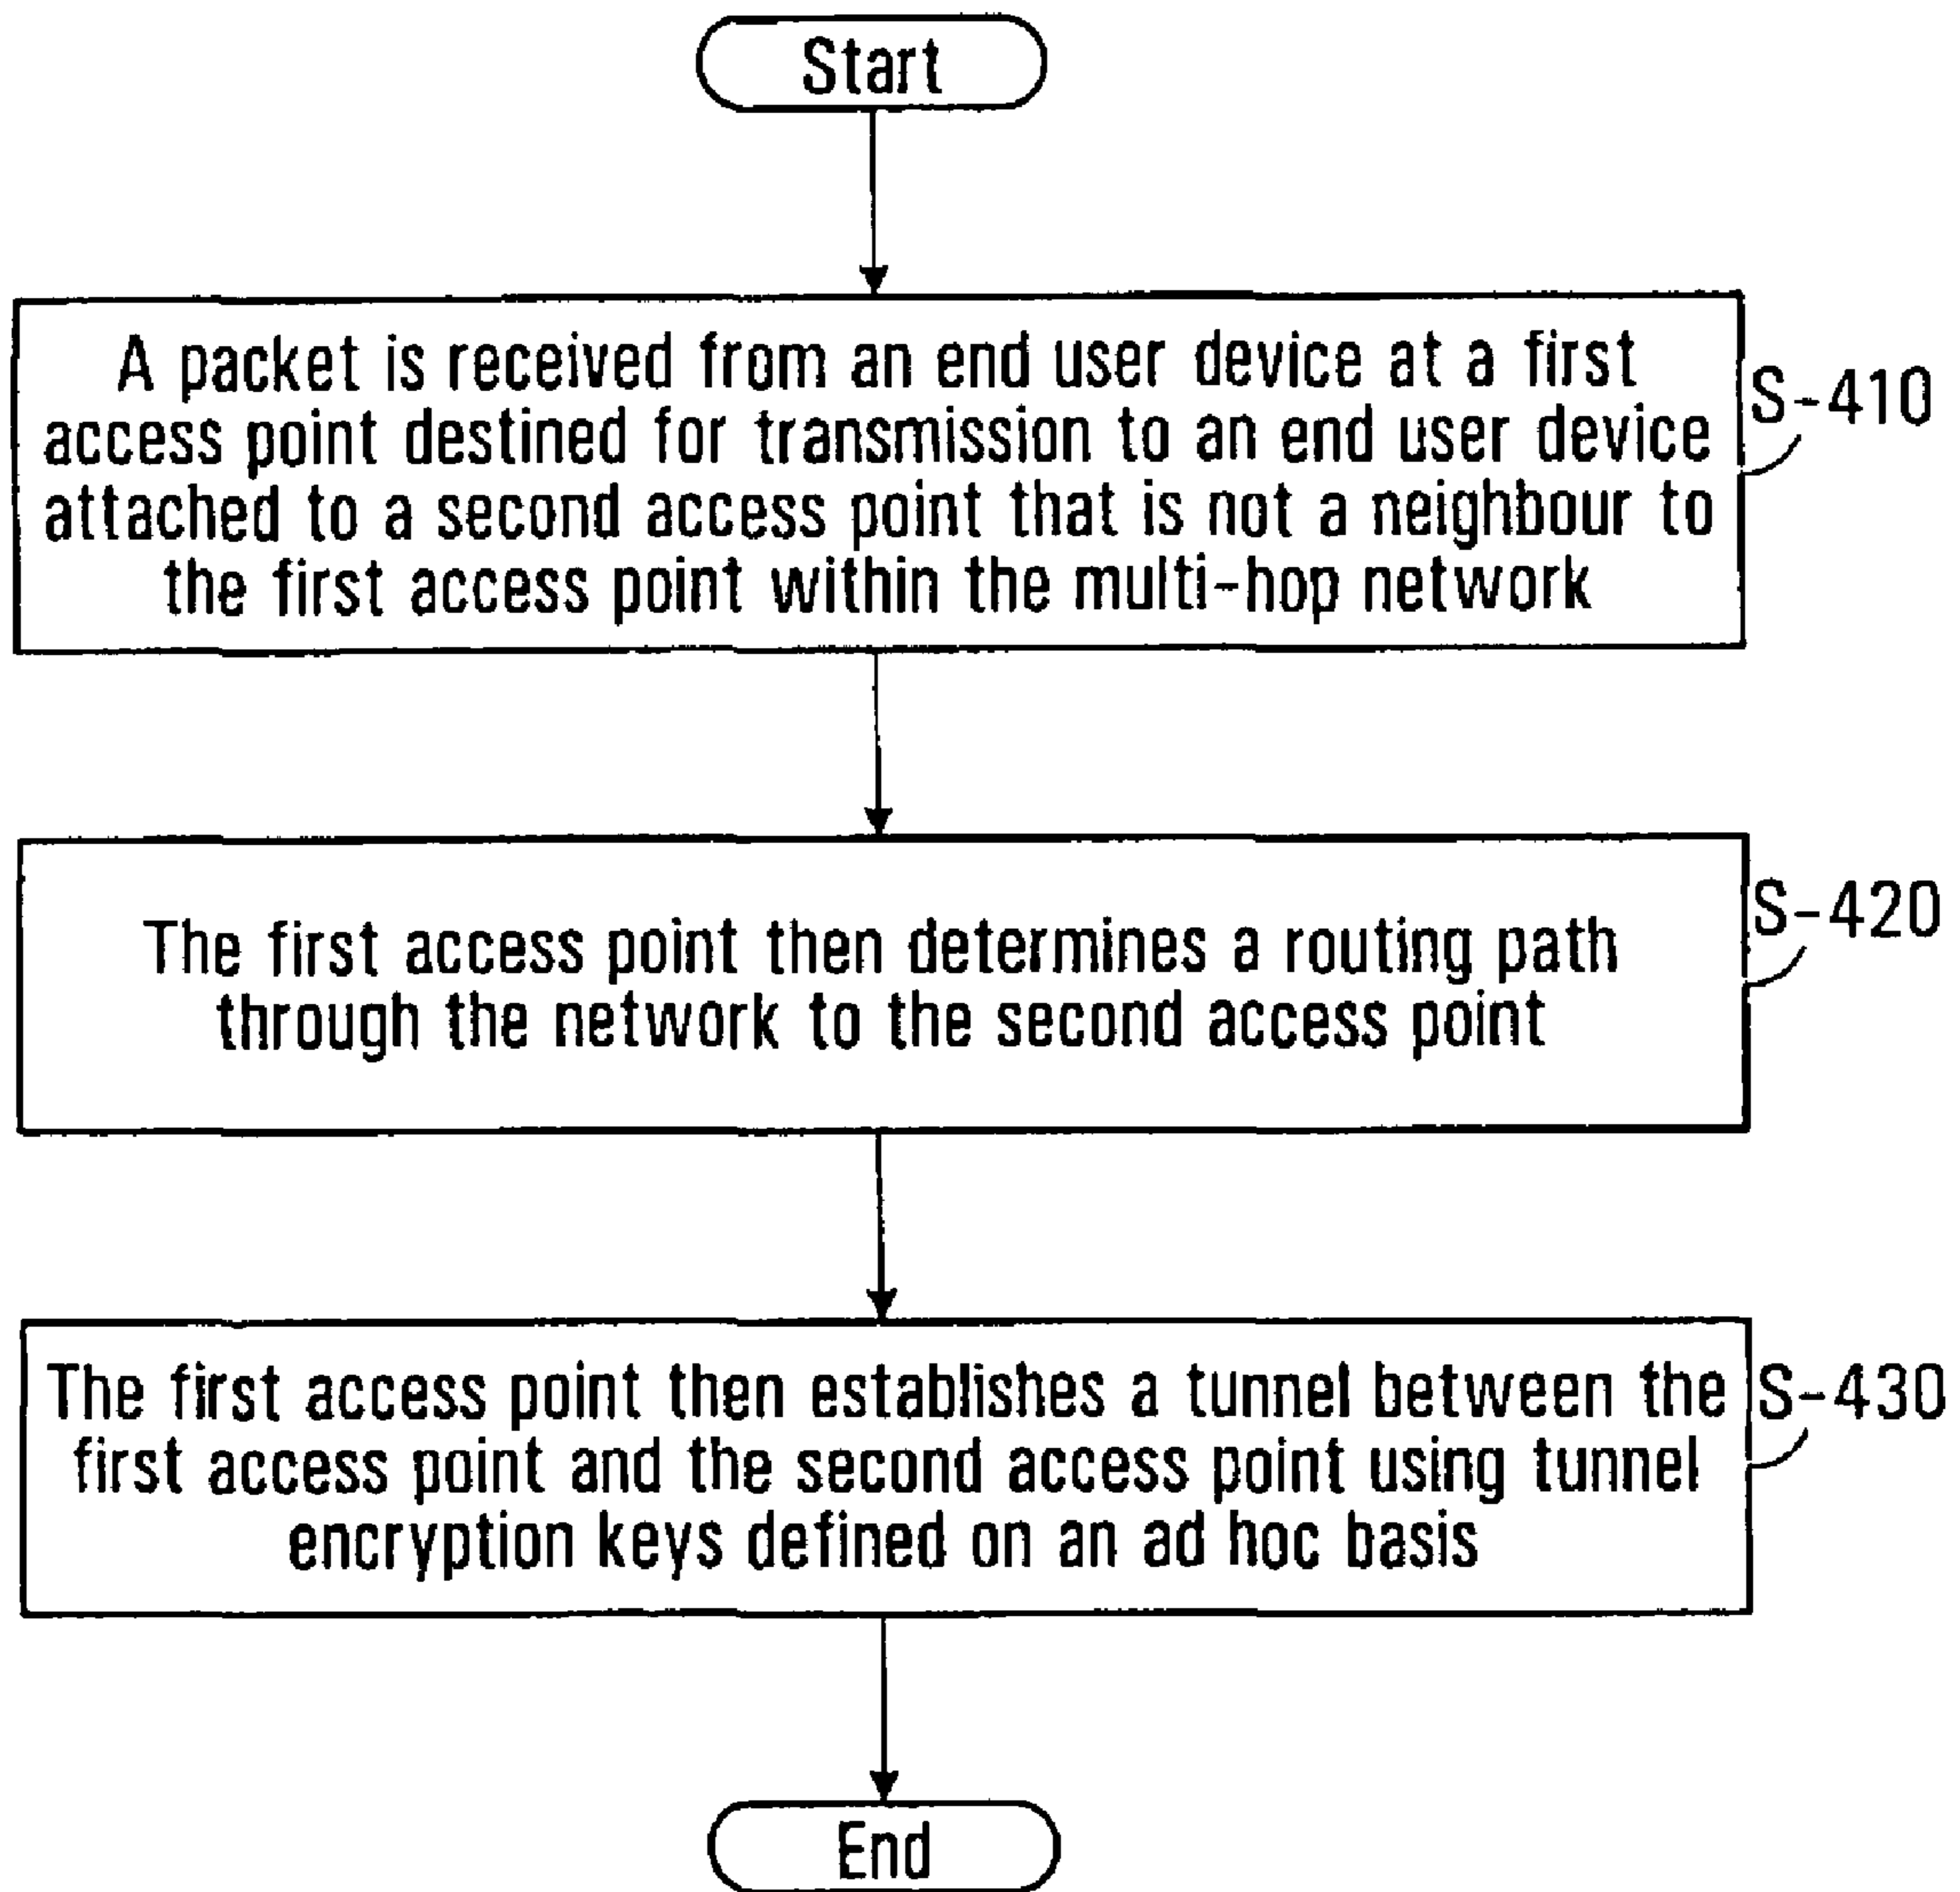 Start
A packet is received from an end user device at a first
access point destined for transmission to an end user device
attached to a second access point that is not a neighbour to
the first access point within the multi-hop network
S-410
The first access point then determines a routing path
through the network to the second access point
S-420
The first access point then establishes a tunnel between the
first access point and the second access point using tunnel
encryption keys defined on an ad hoc basis
S-430
End